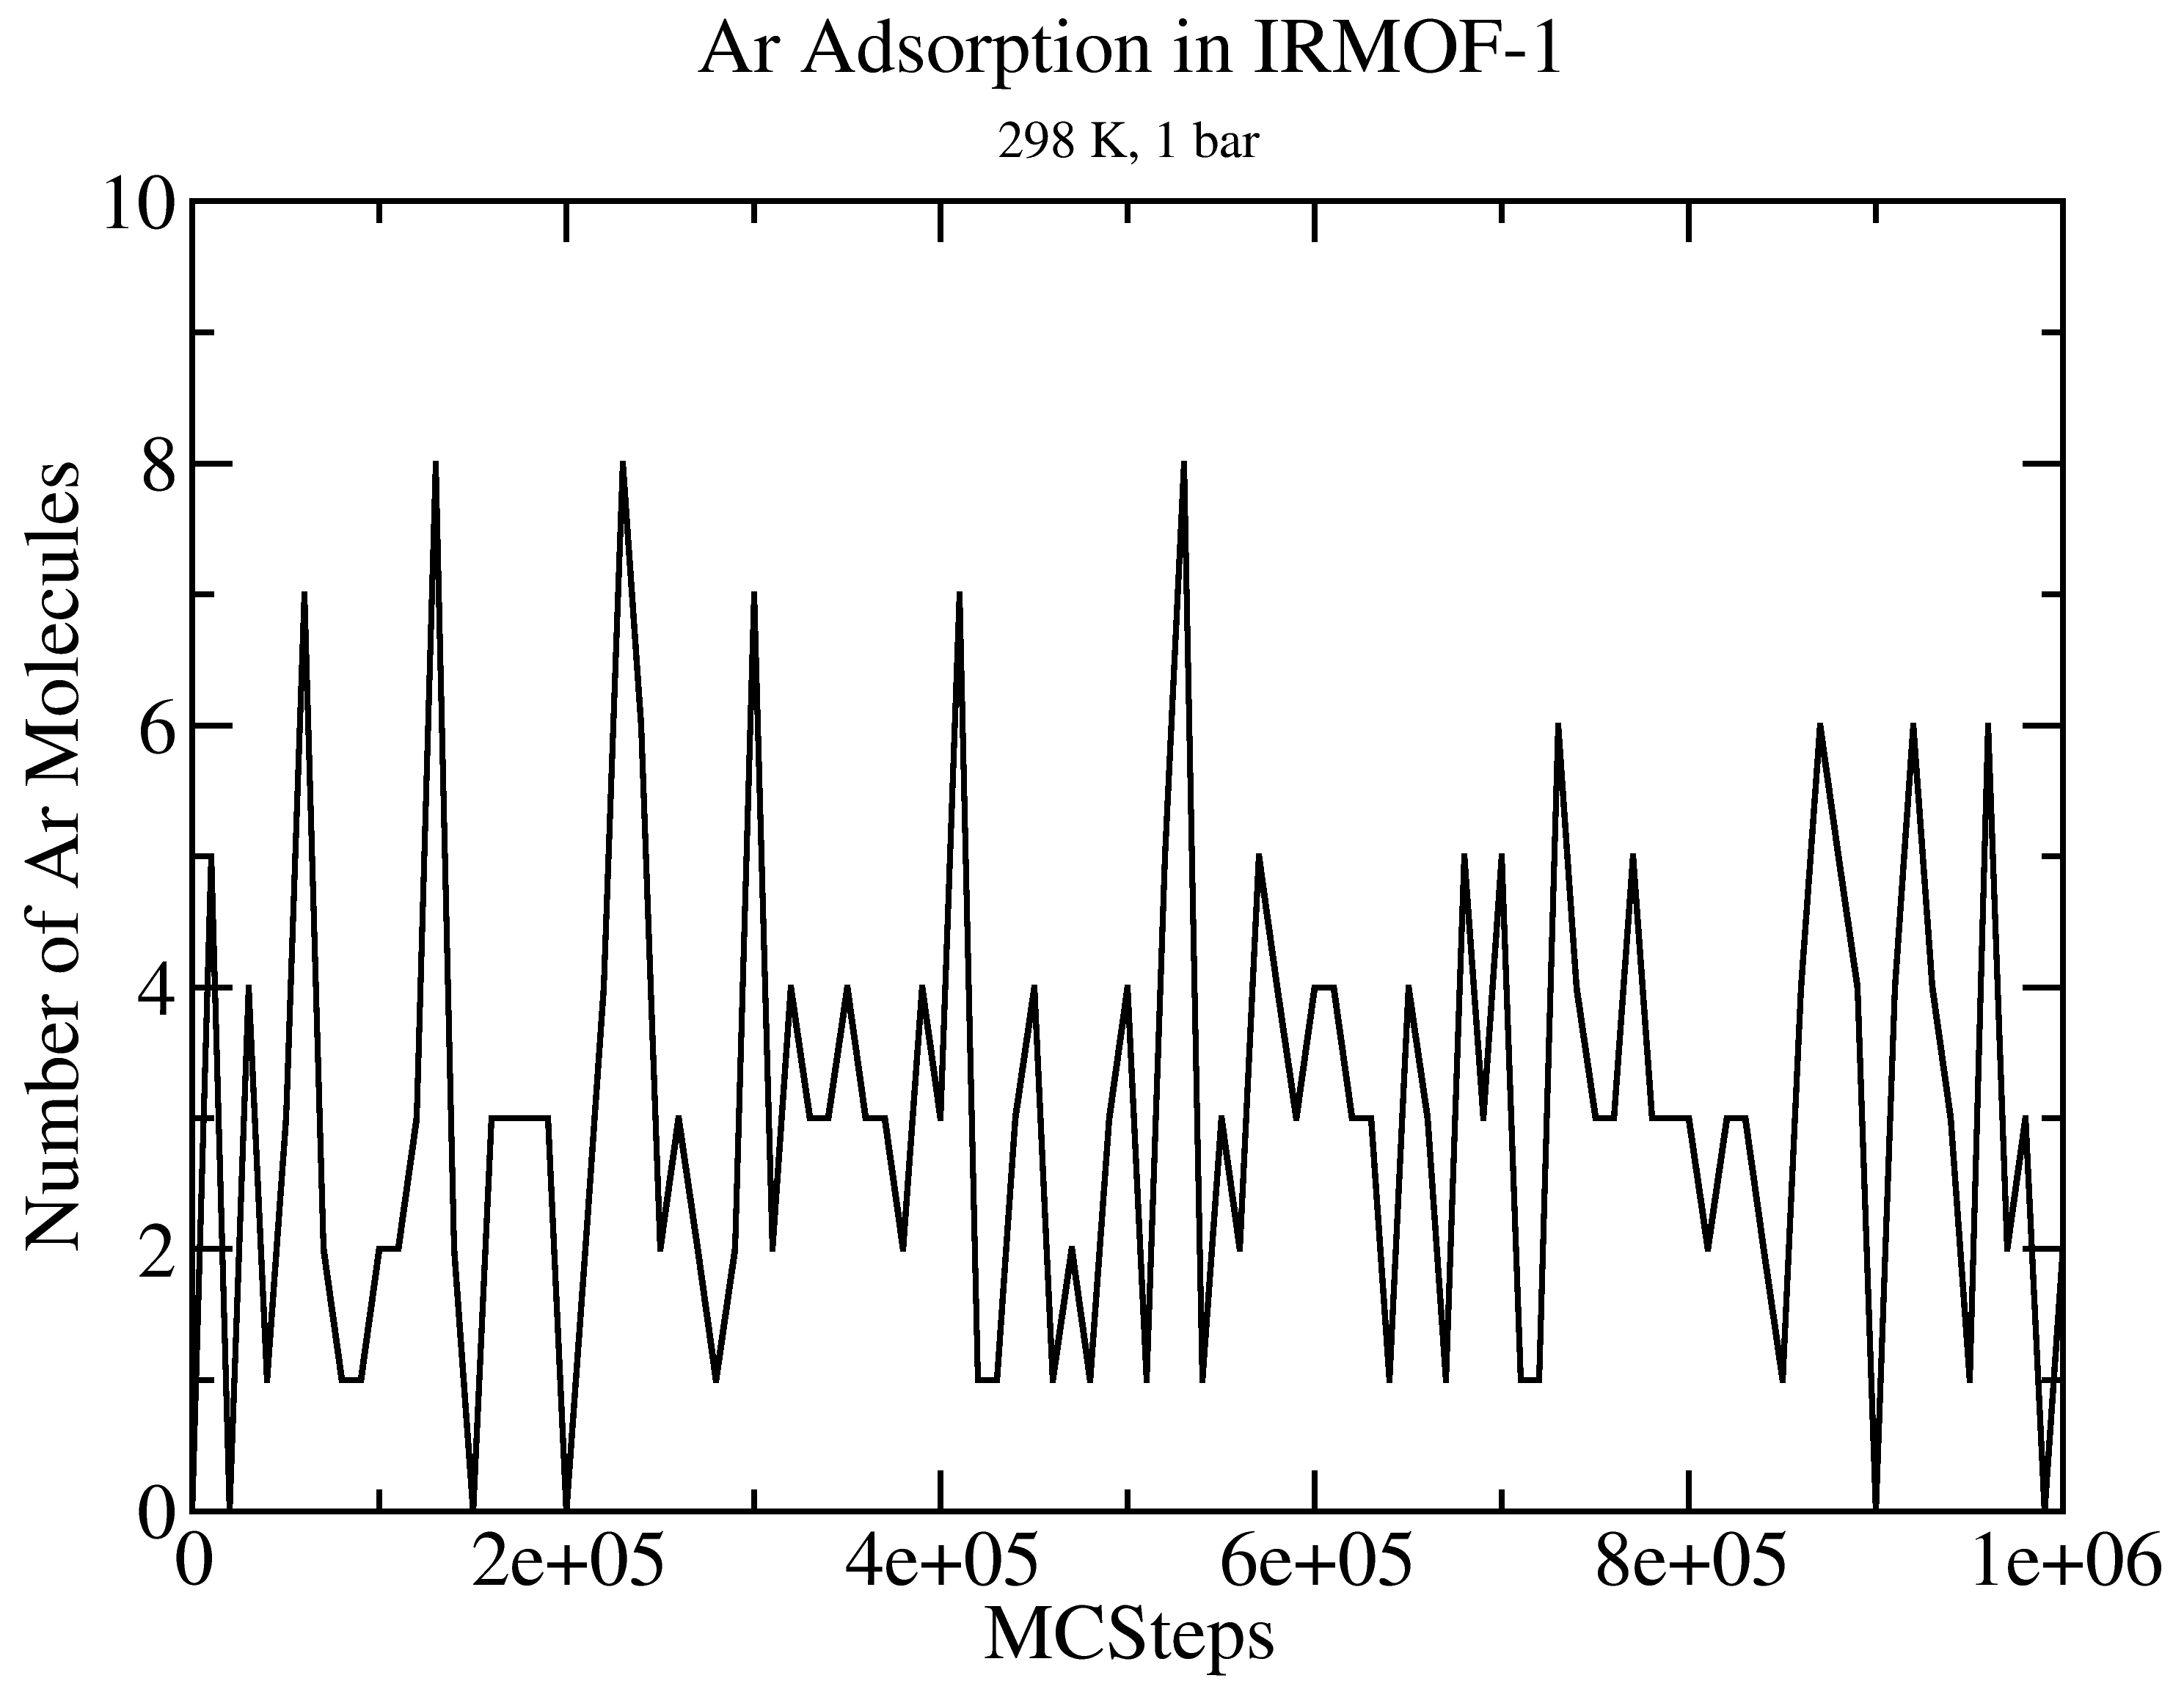 Ar Adsorption in IRMOF-1
298 K, 1 bar
10
8
6
4
2
0
Number of Ar Molecules
0 2e+05 4e+05 6e+05 8e+05 1e+06
MCSteps